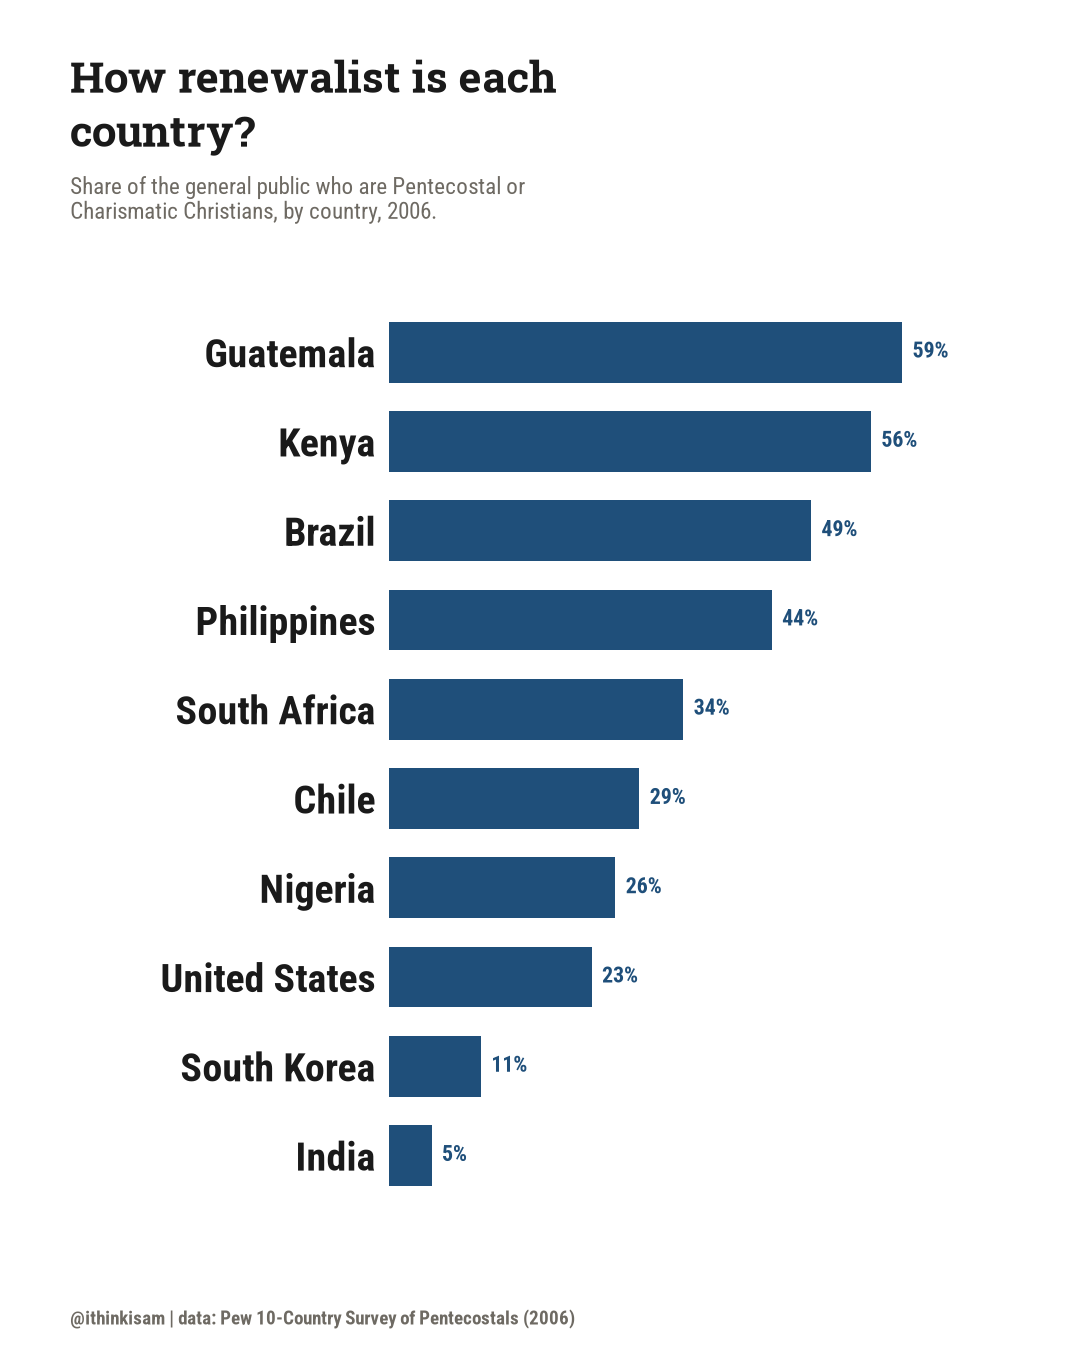 How renewalist is each
country?
Share of the general public who are Pentecostal or
Charismatic Christians, by country, 2006.
Guatemala 59%
Kenya 56%
Brazil 49%
Philippines 44%
South Africa 34%
Chile 29%
Nigeria 26%
United States 23%
South Korea 11%
India 5%
@ithinkisam | data: Pew 10-Country Survey of Pentecostals (2006)